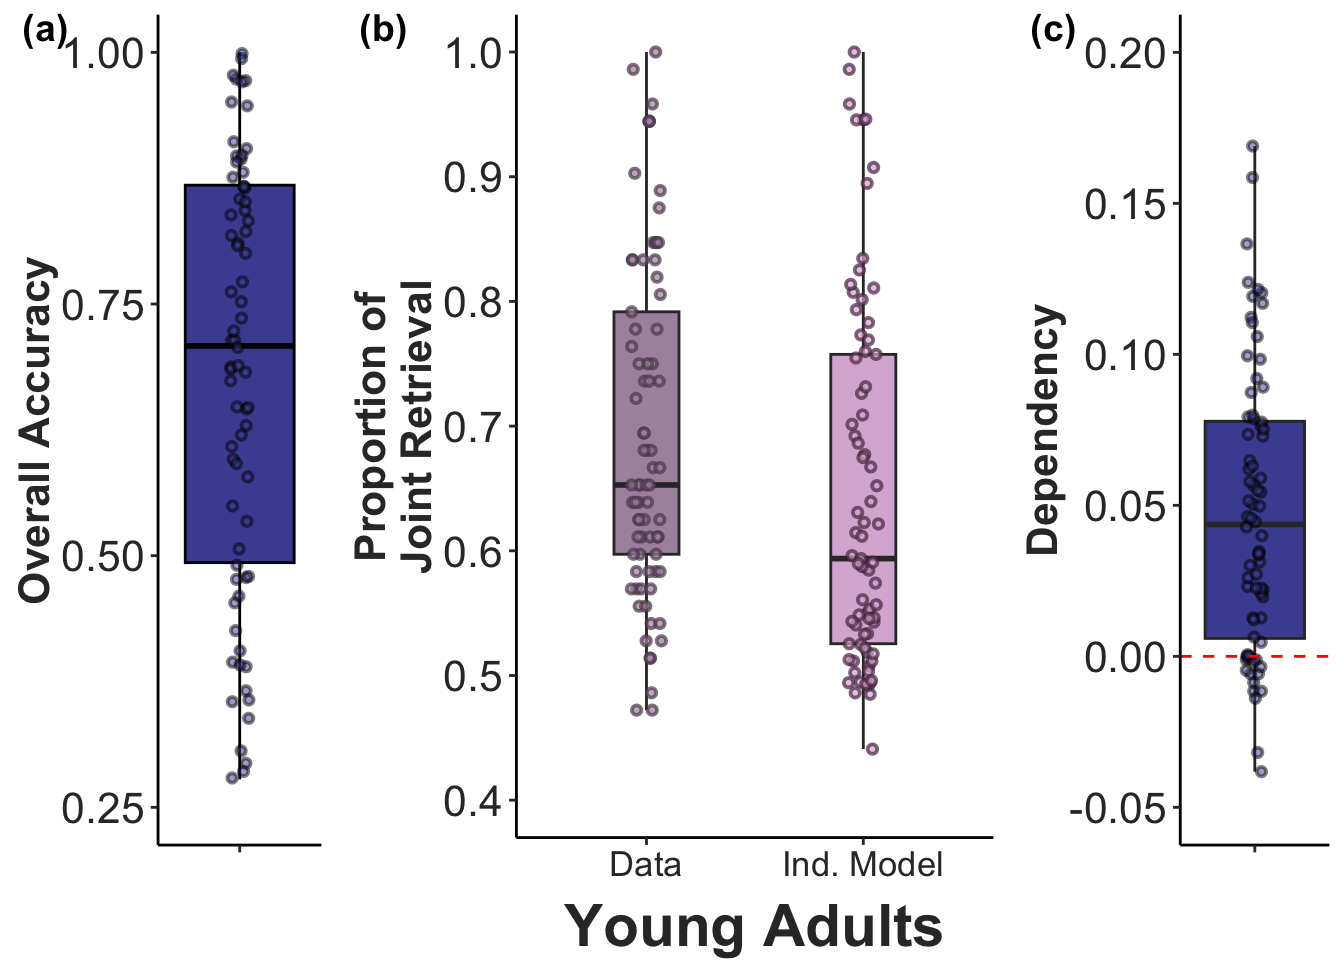 (a)
Overall Accuracy
1.00
0.75
0.50
0.25
(b)
Proportion of
Joint Retrieval
1.0
0.9
0.8
0.7
0.6
0.5
0.4
Data
Ind. Model
Young Adults
(c)
Dependency
0.20
0.15
0.10
0.05
0.00
-0.05